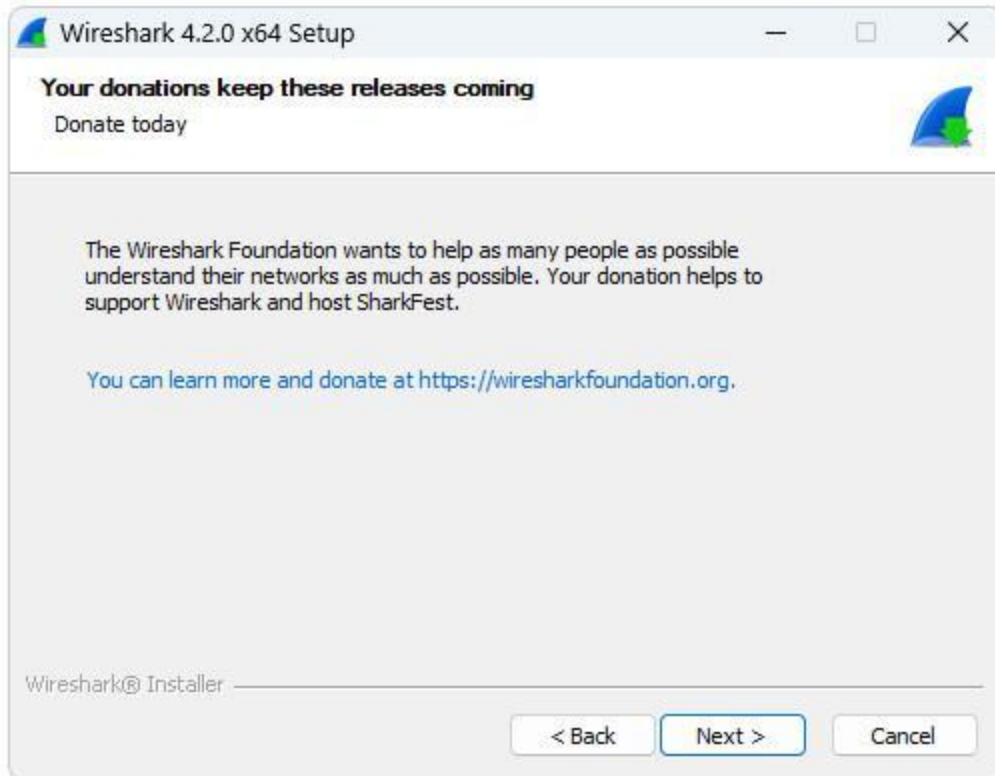 Wireshark 4.2.0 x64 Setup
Your donations keep these releases coming
Donate today
The Wireshark Foundation wants to help as many people as possible
understand their networks as much as possible. Your donation helps to
support Wireshark and host SharkFest.
You can learn more and donate at https://wiresharkfoundation.org.
Wireshark® Installer
< Back Next > Cancel